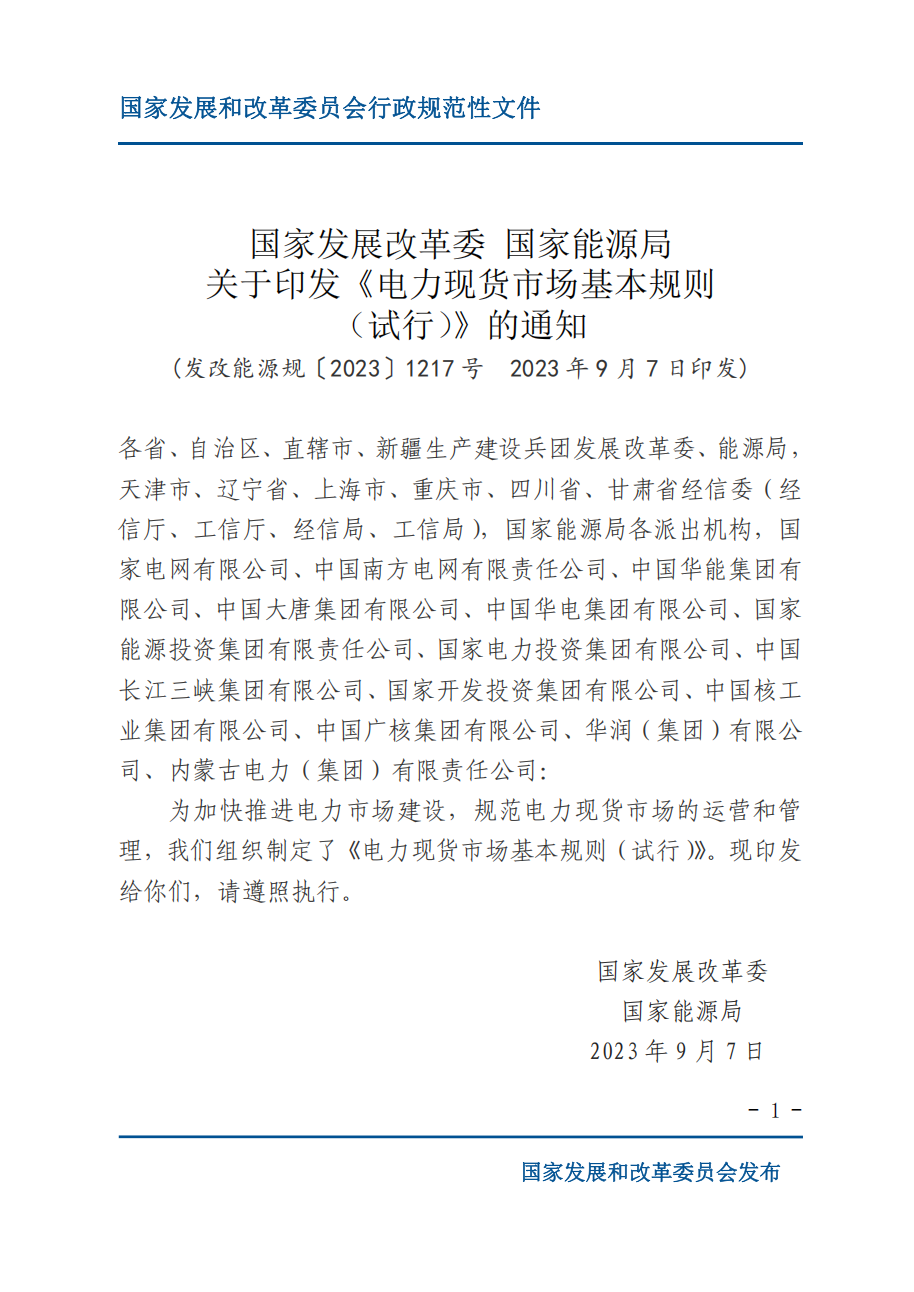 国家发展和改革委员会行政规范性文件
国家发展改革委 国家能源局
关于印发《电力现货市场基本规则
（试行）》的通知
（发改能源规〔2023〕1217号 2023年9月7日印发）
各省、自治区、直辖市、新疆生产建设兵团发展改革委、能源局，
天津市、辽宁省、上海市、重庆市、四川省、甘肃省经信委（经
信厅、工信厅、经信局、工信局），国家能源局各派出机构，国
家电网有限公司、中国南方电网有限责任公司、中国华能集团有
限公司、中国大唐集团有限公司、中国华电集团有限公司、国家
能源投资集团有限责任公司、国家电力投资集团有限公司、中国
长江三峡集团有限公司、国家开发投资集团有限公司、中国核工
业集团有限公司、中国广核集团有限公司、华润（集团）有限公
司、内蒙古电力（集团）有限责任公司：
为加快推进电力市场建设，规范电力现货市场的运营和管
理，我们组织制定了《电力现货市场基本规则（试行）》。现印发
给你们，请遵照执行。
国家发展改革委
国家能源局
2023年9月7日
- 1 -
国家发展和改革委员会发布